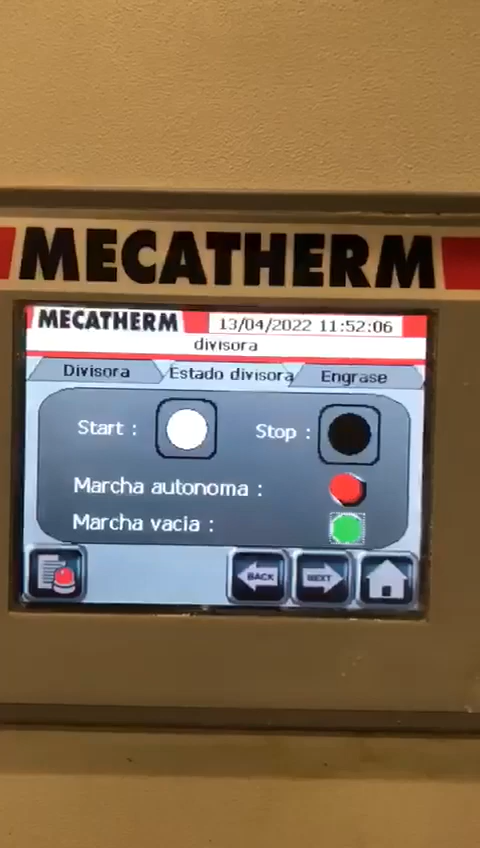 MECATHERM
MECATHERM 13/04/2022 11:52:06
divisora
Divisora Estado divisora Engrase
Start : Stop :
Marcha autonoma :
Marcha vacia :
BACK NEXT